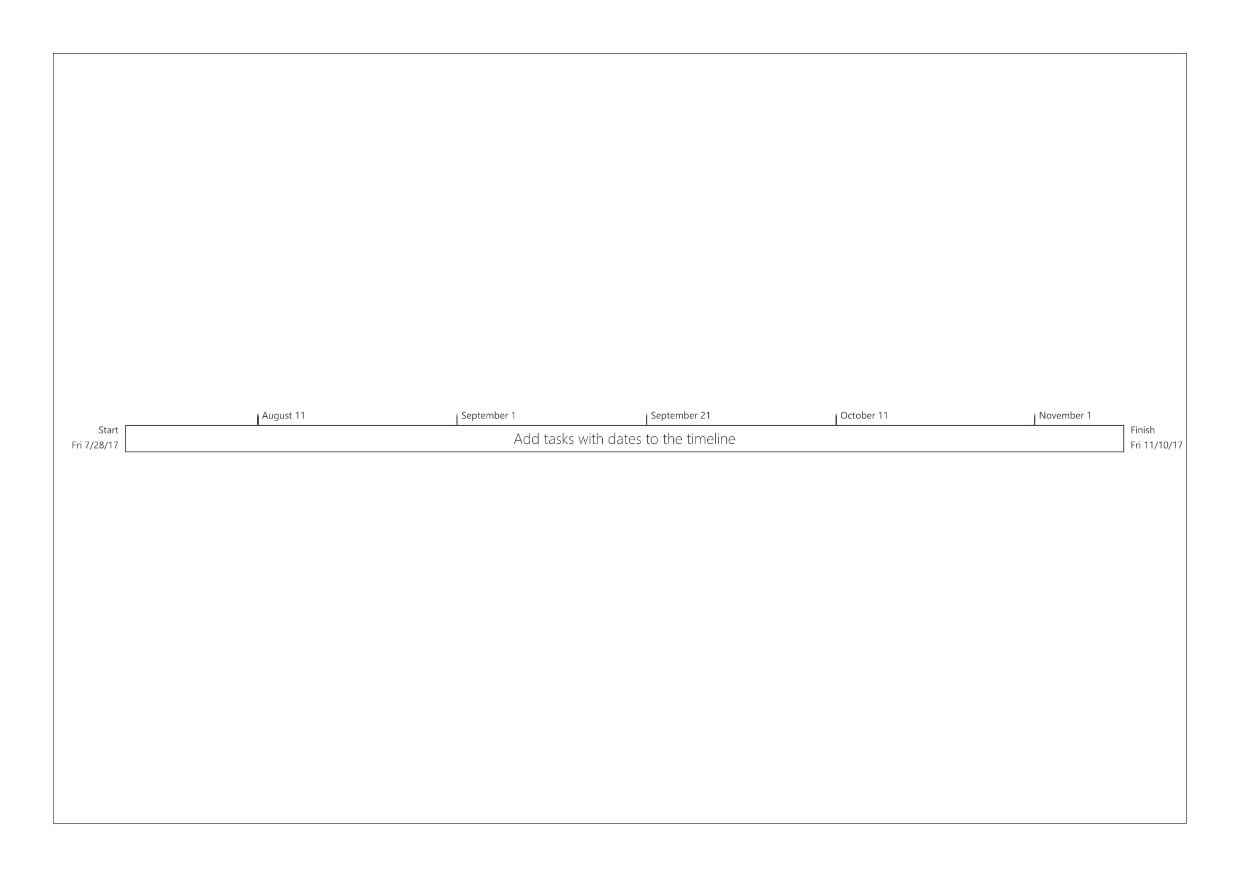 August 11
September 1
September 21
October 11
November 1
Start
Fri 7/28/17
Add tasks with dates to the timeline
Finish
Fri 11/10/17